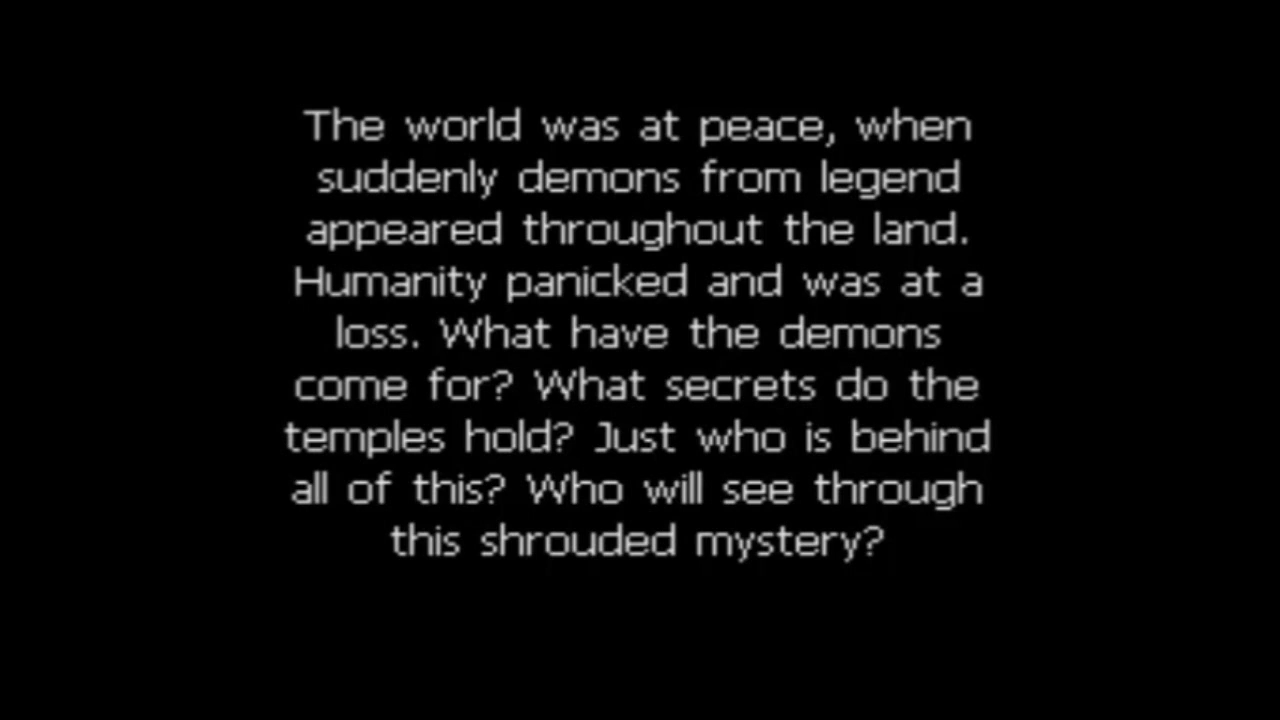 The world was at peace, when
suddenly demons from legend
appeared throughout the land.
Humanity panicked and was at a
loss. What have the demons
come for? What secrets do the
temples hold? Just who is behind
all of this? Who will see through
this shrouded mystery?